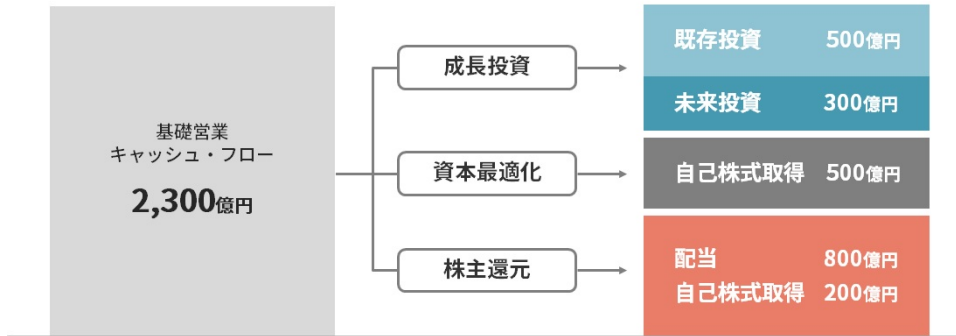 基礎営業
キャッシュ・フロー
2,300億円
成長投資
既存投資 500億円
未来投資 300億円
資本最適化
自己株式取得 500億円
株主還元
配当 800億円
自己株式取得 200億円